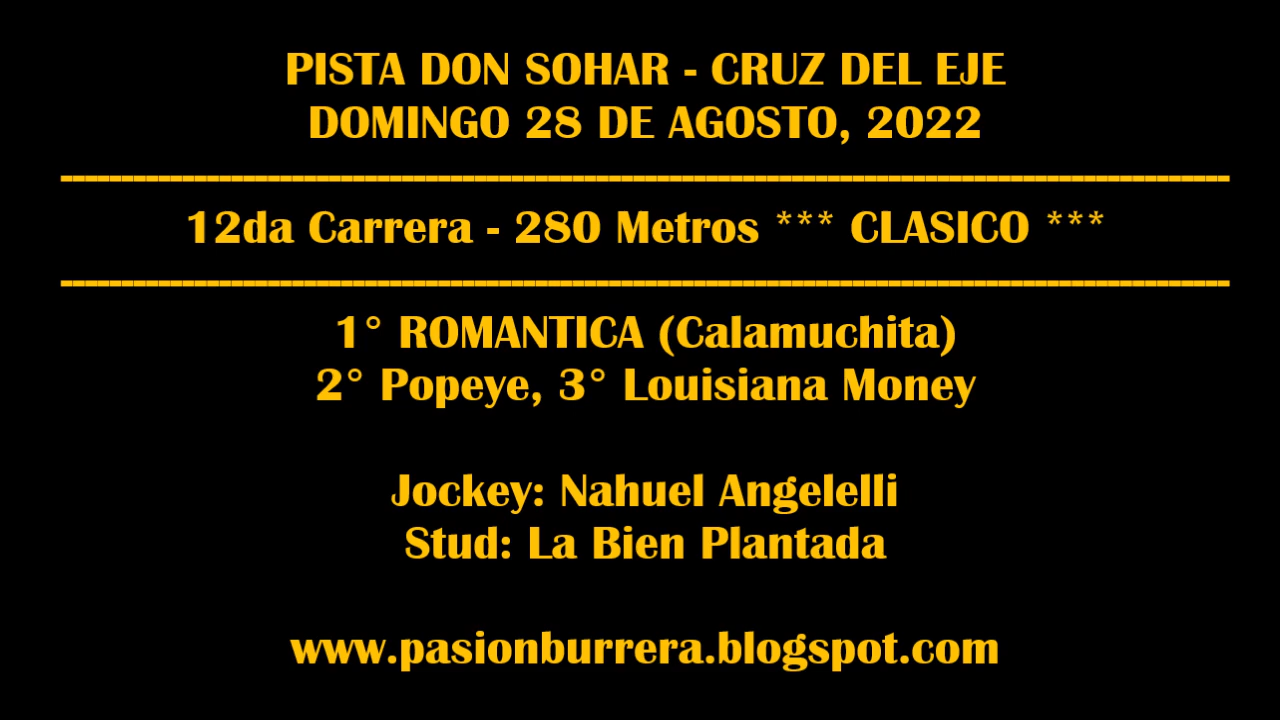 PISTA DON SOHAR - CRUZ DEL EJE
DOMINGO 28 DE AGOSTO, 2022
12da Carrera - 280 Metros *** CLASICO ***
1° ROMANTICA (Calamuchita)
2° Popeye, 3° Louisiana Money
Jockey: Nahuel Angelelli
Stud: La Bien Plantada
www.pasionburrera.blogspot.com